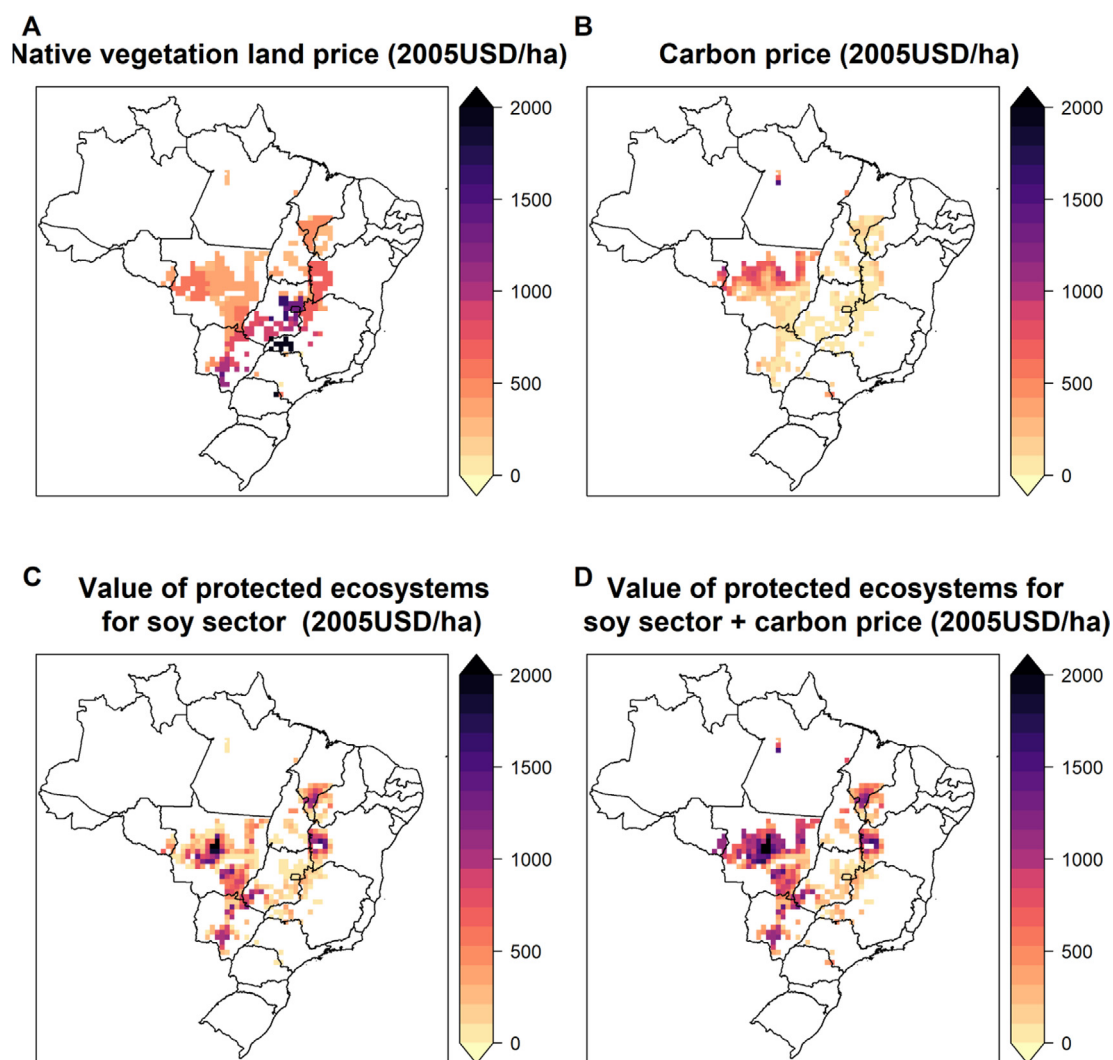 A
Native vegetation land price (2005USD/ha)
2000
1500
1000
500
0
B
Carbon price (2005USD/ha)
2000
1500
1000
500
0
C
Value of protected ecosystems
for soy sector (2005USD/ha)
2000
1500
1000
500
0
D
Value of protected ecosystems for
soy sector + carbon price (2005USD/ha)
2000
1500
1000
500
0